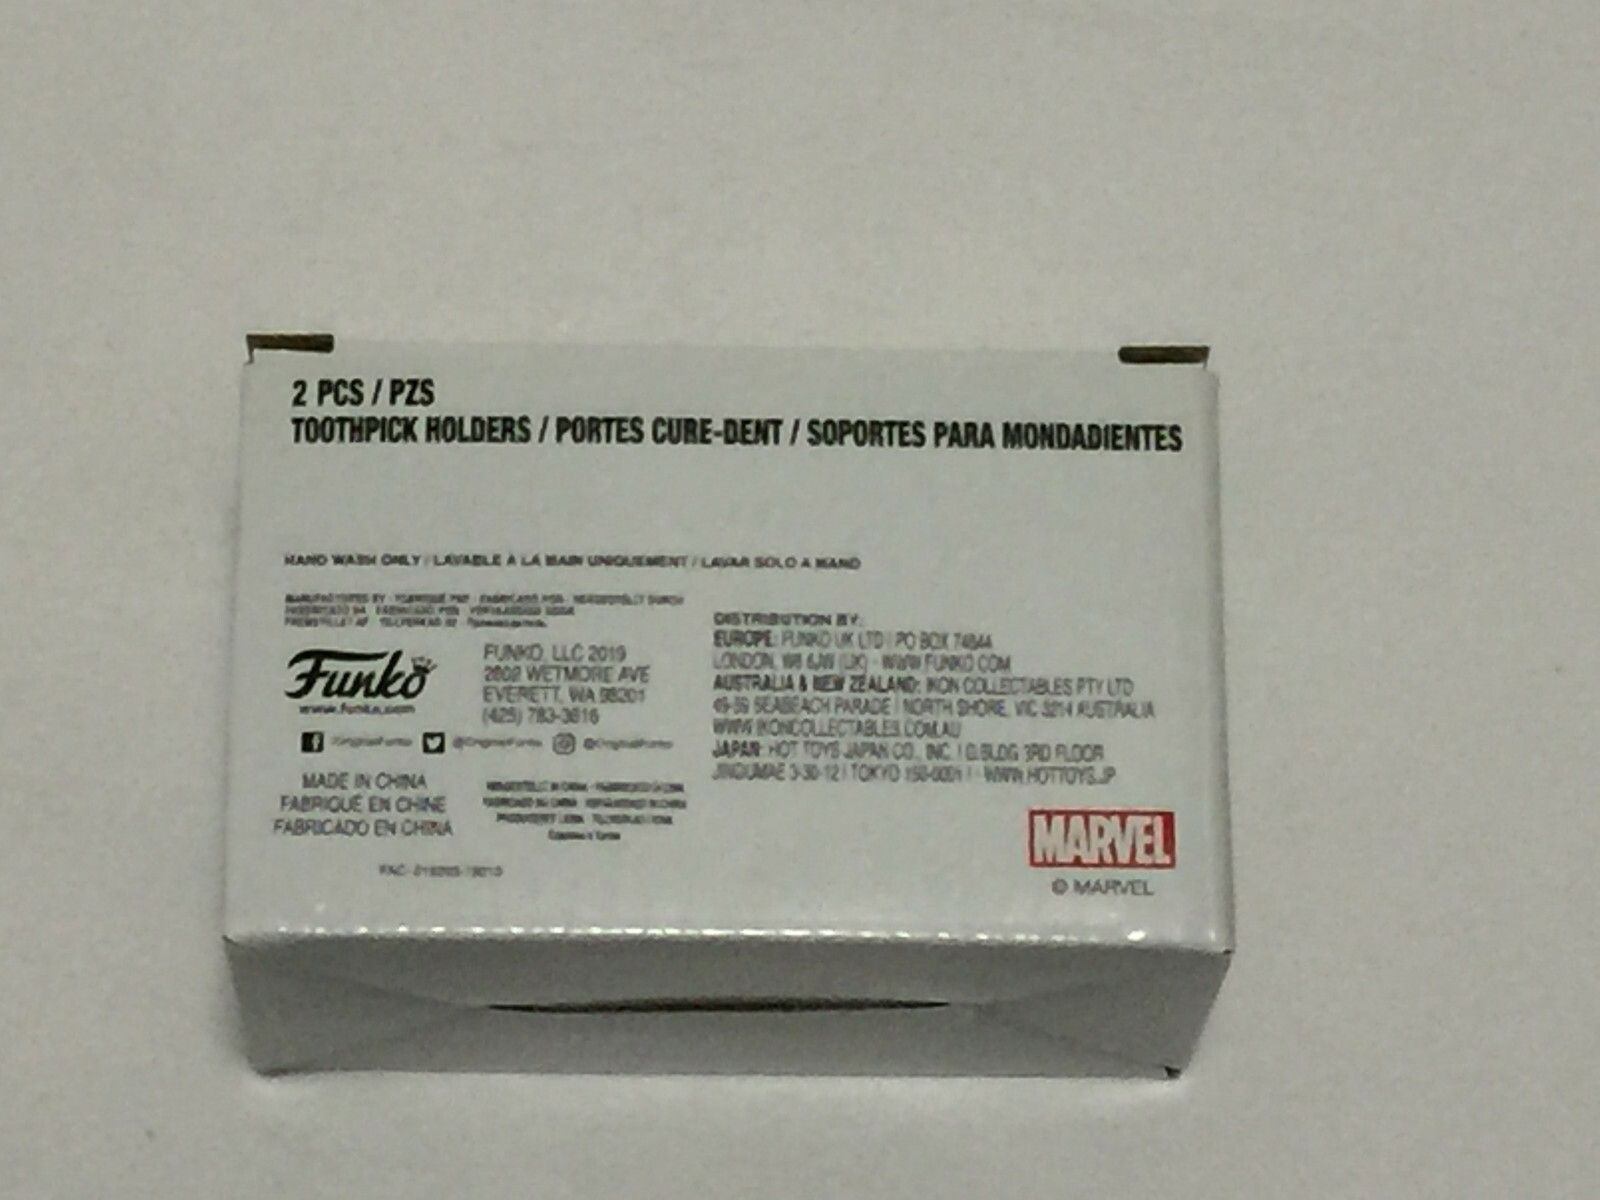 2 PCS / PZS
TOOTHPICK HOLDERS / PORTES CURE-DENT / SOPORTES PARA MONDADIENTES
HAND WASH ONLY / LAVABLE À LA MAIN UNIQUEMENT / LAVAR SOLO A MANO
MANUFACTURED BY
Funko
www.funko.com
FUNKO, LLC 2019
2802 WETMORE AVE
EVERETT, WA 98201
(425) 783-3616
@OriginalFunko @OriginalFunko
MADE IN CHINA
FABRIQUÉ EN CHINE
FABRICADO EN CHINA
DISTRIBUTION BY:
EUROPE: FUNKO UK LTD | PO BOX
LONDON, W6 (UK) - WWW.FUNKO.COM
AUSTRALIA & NEW ZEALAND: IKON COLLECTABLES PTY LTD
SEABEACH PARADE | NORTH SHORE, VIC 3214 AUSTRALIA
WWW.IKONCOLLECTABLES.COM.AU
JAPAN: HOT TOYS JAPAN CO., INC. | Q.BLDG 3RD FLOOR
JINGUMAE 3-30-12 | TOKYO 150-0001 | WWW.HOTTOYS.JP
MARVEL
© MARVEL